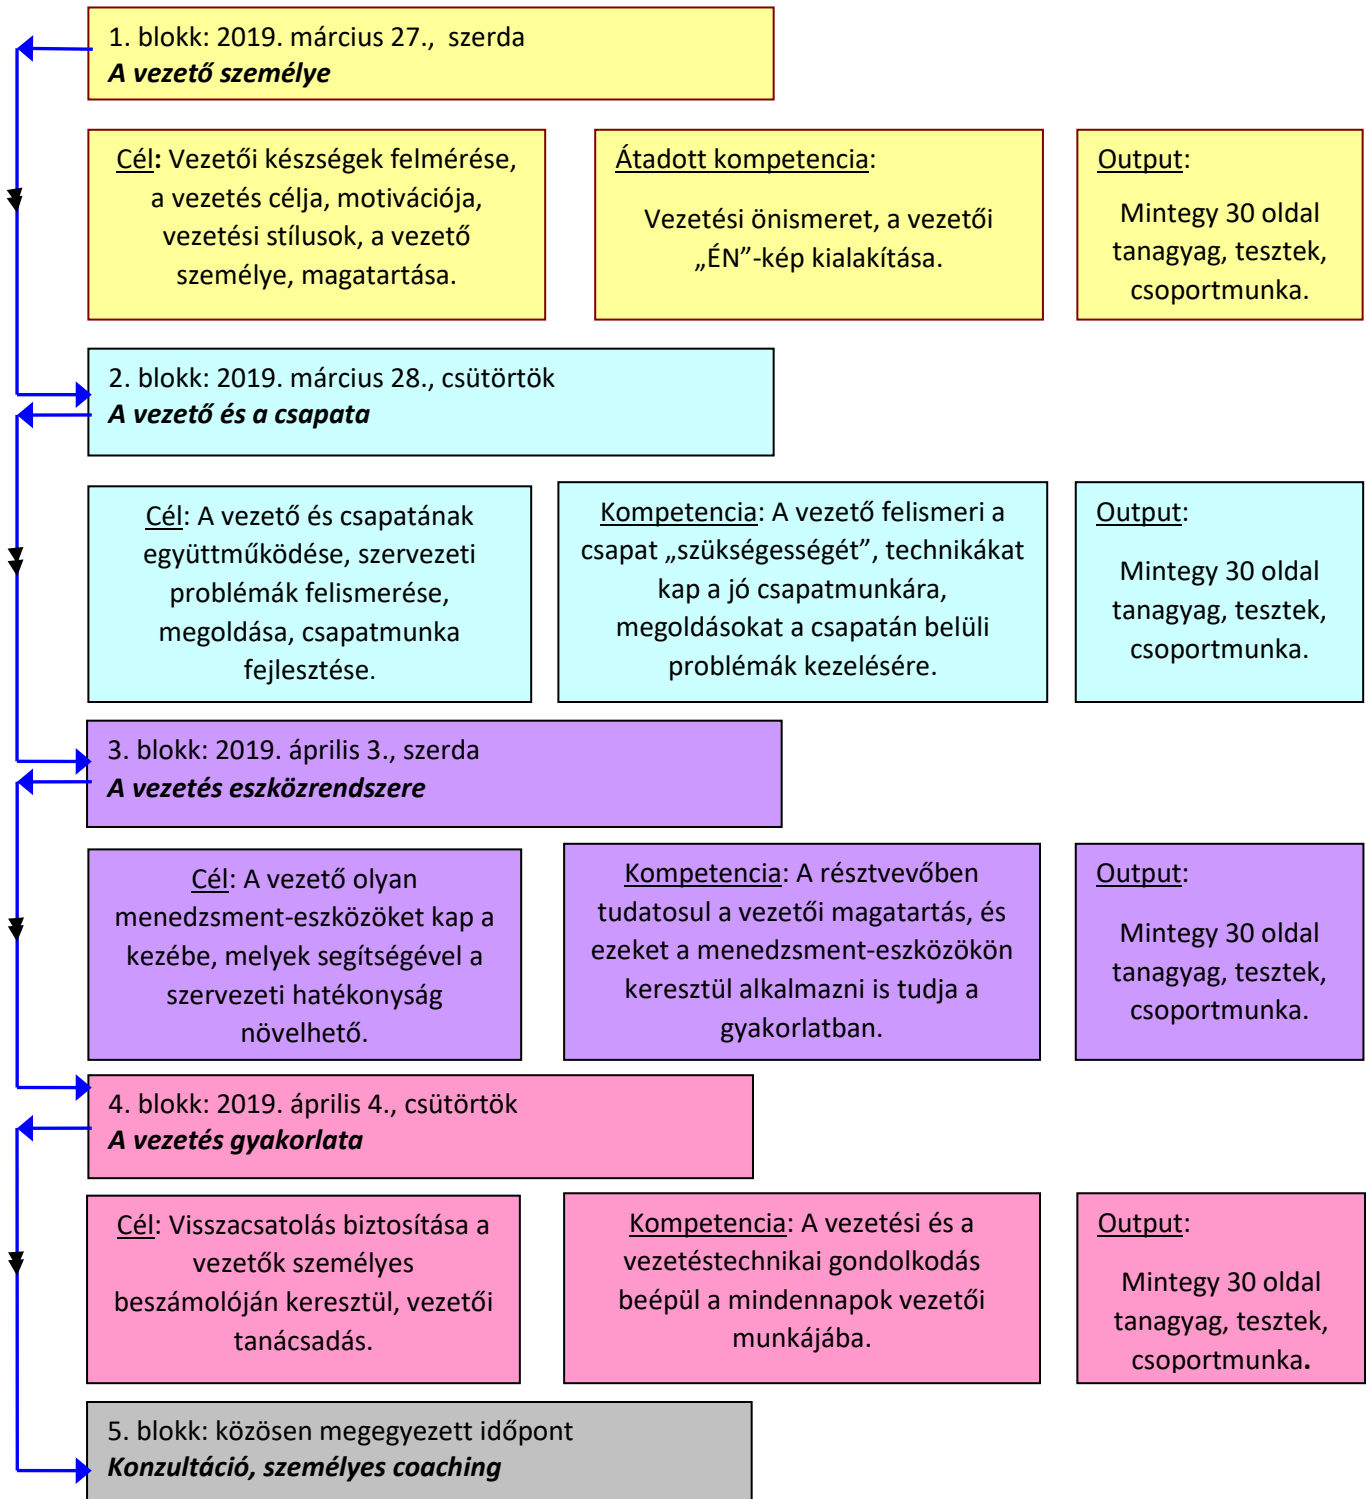 1. blokk: 2019. március 27., szerda
A vezető személye
Cél: Vezetői készségek felmérése,
a vezetés célja, motivációja,
vezetési stílusok, a vezető
személye, magatartása.
Átadott kompetencia:
Vezetési önismeret, a vezetői
„ÉN”-kép kialakítása.
Output:
Mintegy 30 oldal
tanagyag, tesztek,
csoportmunka.
2. blokk: 2019. március 28., csütörtök
A vezető és a csapata
Cél: A vezető és csapatának
együttműködése, szervezeti
problémák felismerése,
megoldása, csapatmunka
fejlesztése.
Kompetencia: A vezető felismeri a
csapat „szükségességét”, technikákat
kap a jó csapatmunkára,
megoldásokat a csapatán belüli
problémák kezelésére.
Output:
Mintegy 30 oldal
tanagyag, tesztek,
csoportmunka.
3. blokk: 2019. április 3., szerda
A vezetés eszközrendszere
Cél: A vezető olyan
menedzsment-eszközöket kap a
kezébe, melyek segítségével a
szervezeti hatékonyság
növelhető.
Kompetencia: A résztvevőben
tudatosul a vezetői magatartás, és
ezeket a menedzsment-eszközökön
keresztül alkalmazni is tudja a
gyakorlatban.
Output:
Mintegy 30 oldal
tanagyag, tesztek,
csoportmunka.
4. blokk: 2019. április 4., csütörtök
A vezetés gyakorlata
Cél: Visszacsatolás biztosítása a
vezetők személyes
beszámolóján keresztül, vezetői
tanácsadás.
Kompetencia: A vezetési és a
vezetéstechnikai gondolkodás
beépül a mindennapok vezetői
munkájába.
Output:
Mintegy 30 oldal
tanagyag, tesztek,
csoportmunka.
5. blokk: közösen megegyezett időpont
Konzultáció, személyes coaching